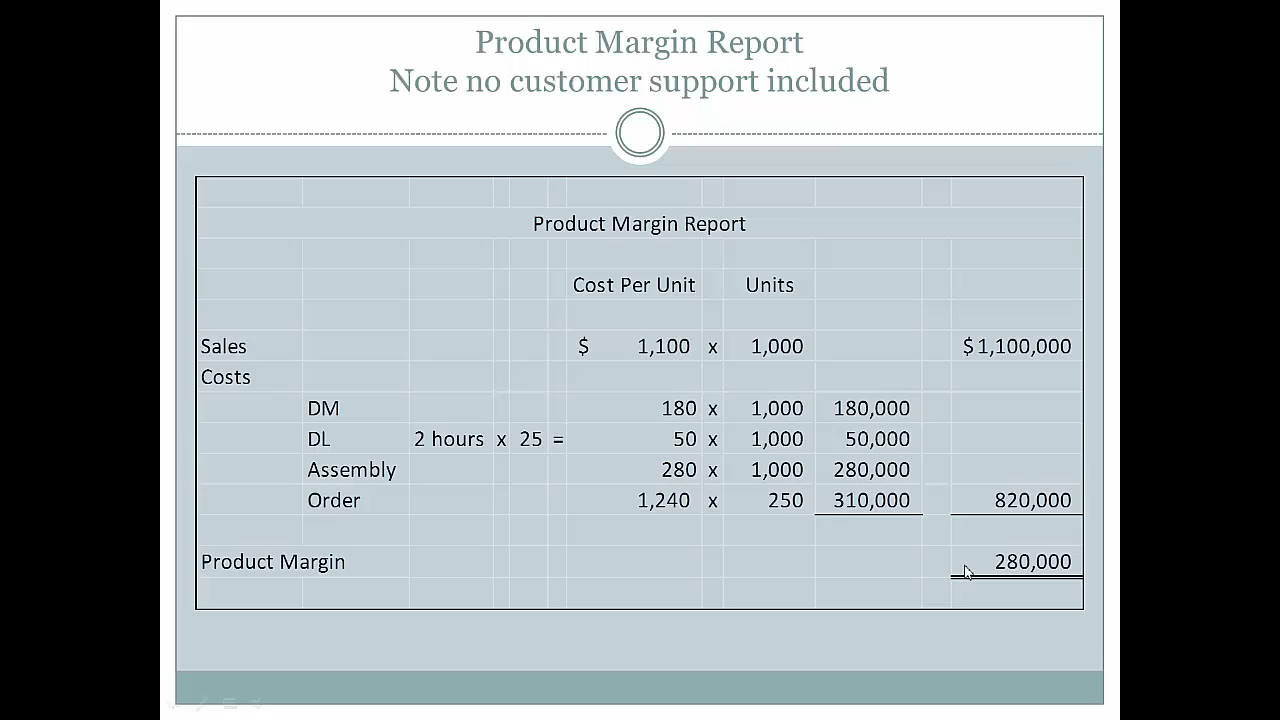 Product Margin Report
Note no customer support included
Product Margin Report
Cost Per Unit Units
Sales $ 1,100 x 1,000 $ 1,100,000
Costs
DM 180 x 1,000 180,000
DL 2 hours x 25 = 50 x 1,000 50,000
Assembly 280 x 1,000 280,000
Order 1,240 x 250 310,000 820,000
Product Margin 280,000